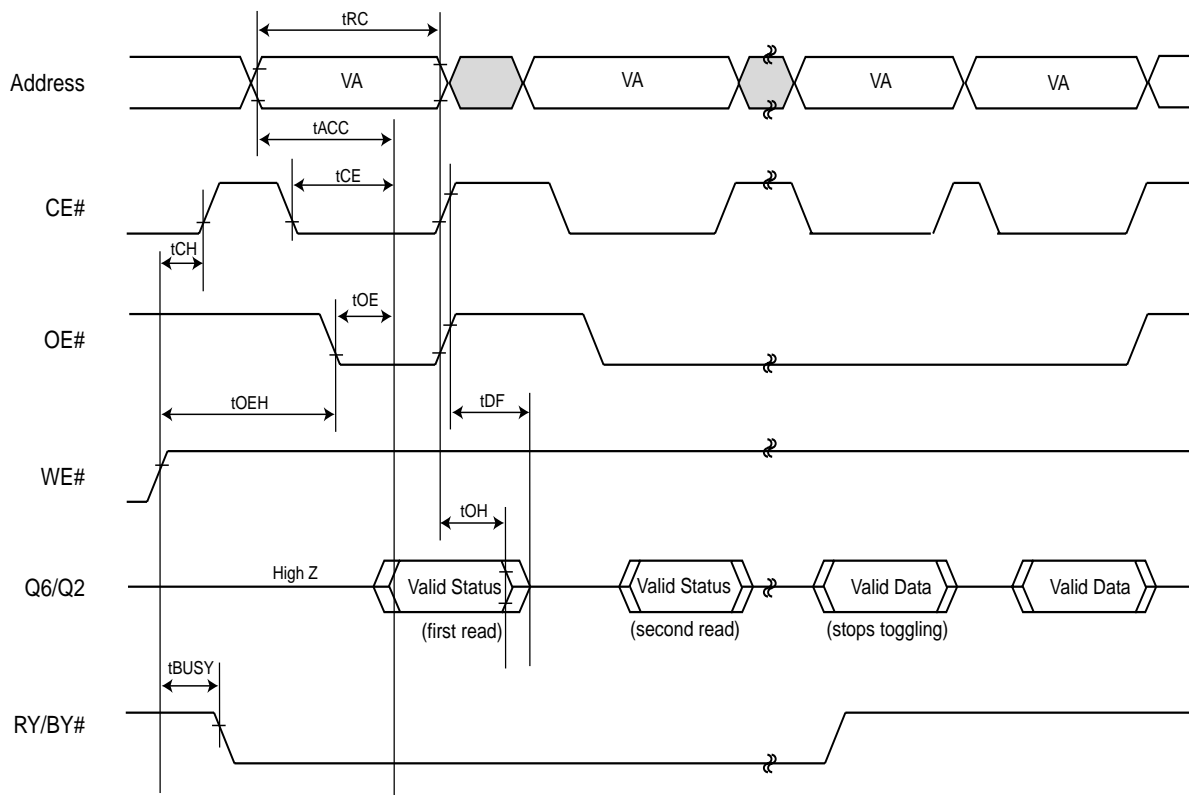 tRC
Address
VA
VA
VA
VA
tACC
tCE
CE#
tCH
tOE
OE#
tDF
tOEH
WE#
tOH
Q6/Q2
High Z
Valid Status
Valid Status
Valid Data
Valid Data
(first read)
(second read)
(stops toggling)
tBUSY
RY/BY#